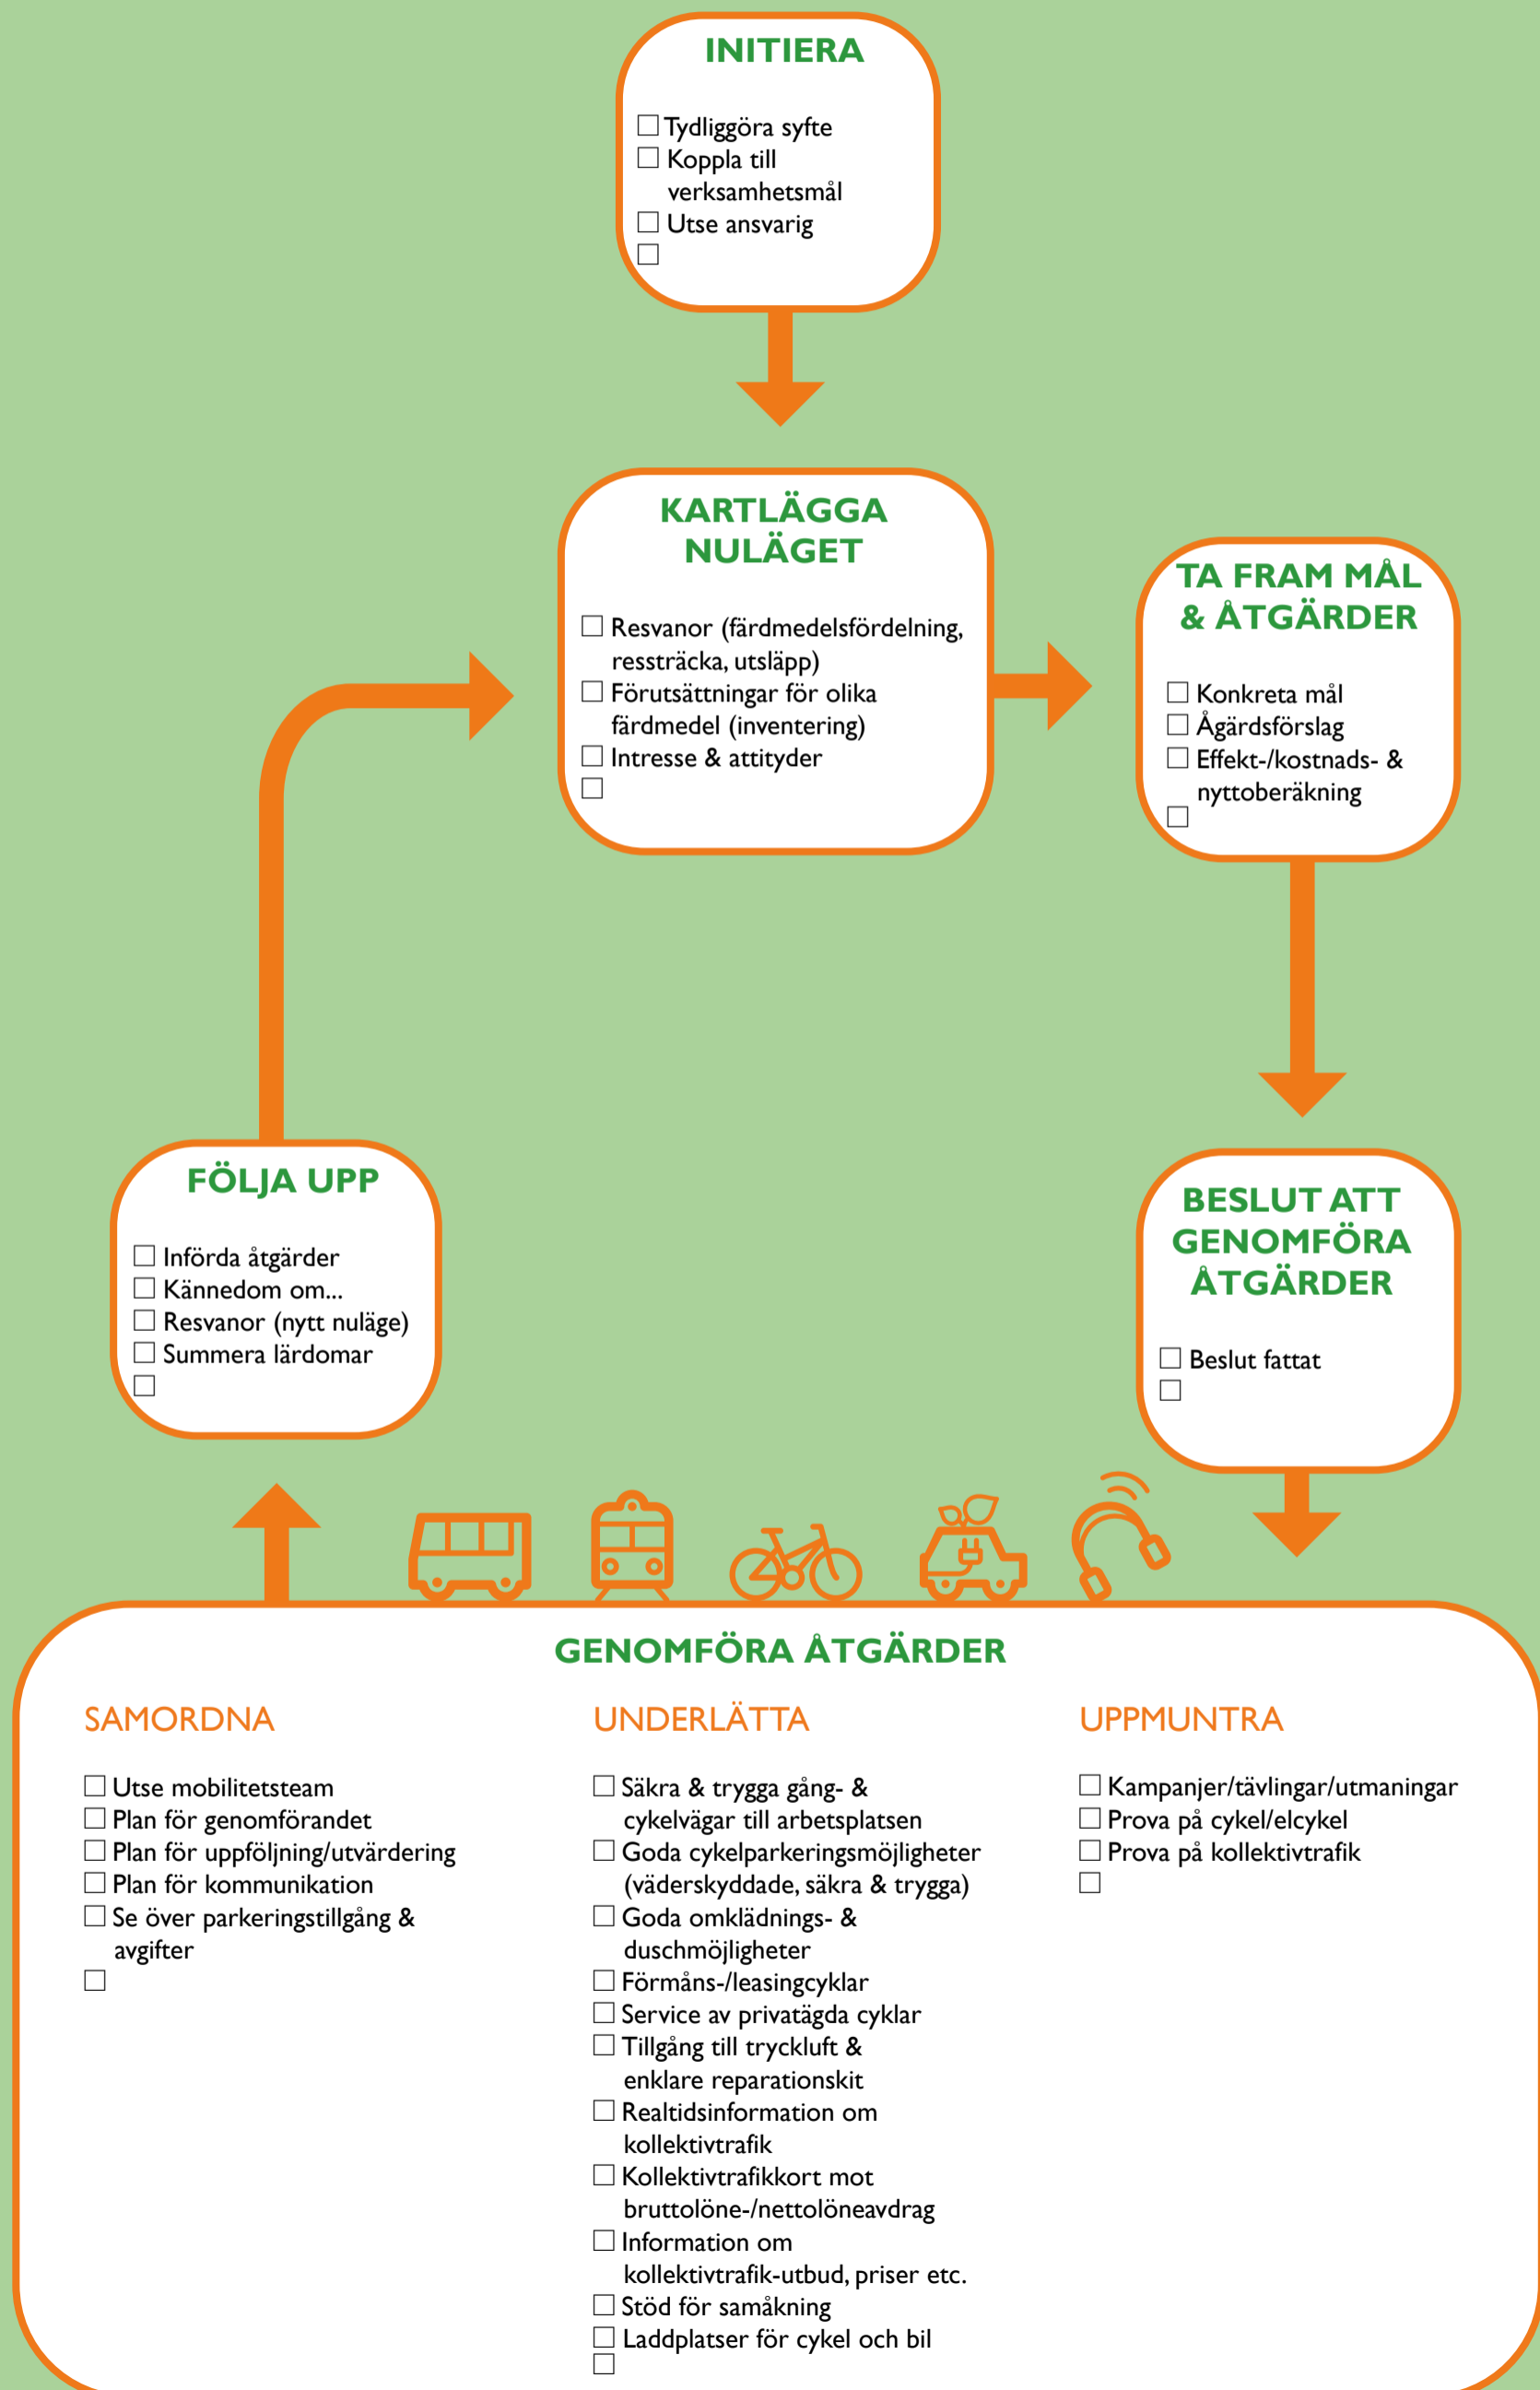 INITIERA
☐ Tydliggöra syfte
☐ Koppla till
verksamhetsmål
☐ Utse ansvarig
☐
KARTLÄGGA
NULÄGET
☐ Resvanor (färdmedelsfördelning,
ressträcka, utsläpp)
☐ Förutsättningar för olika
färdmedel (inventering)
☐ Intresse & attityder
☐
TA FRAM MÅL
& ÅTGÄRDER
☐ Konkreta mål
☐ Ågärdsförslag
☐ Effekt-/kostnads- &
nyttoberäkning
☐
BESLUT ATT
GENOMFÖRA
ÅTGÄRDER
☐ Beslut fattat
☐
FÖLJA UPP
☐ Införda åtgärder
☐ Kännedom om...
☐ Resvanor (nytt nuläge)
☐ Summera lärdomar
☐
GENOMFÖRA ÅTGÄRDER
SAMORDNA
☐ Utse mobilitetsteam
☐ Plan för genomförandet
☐ Plan för uppföljning/utvärdering
☐ Plan för kommunikation
☐ Se över parkeringstillgång &
avgifter
☐
UNDERLÄTTA
☐ Säkra & trygga gång- &
cykelvägar till arbetsplatsen
☐ Goda cykelparkeringsmöjligheter
(väderskyddade, säkra & trygga)
☐ Goda omklädnings- &
duschmöjligheter
☐ Förmåns-/leasingcyklar
☐ Service av privatägda cyklar
☐ Tillgång till tryckluft &
enklare reparationskit
☐ Realtidsinformation om
kollektivtrafik
☐ Kollektivtrafikkort mot
bruttolöne-/nettolöneavdrag
☐ Information om
kollektivtrafik-utbud, priser etc.
☐ Stöd för samåkning
☐ Laddplatser för cykel och bil
☐
UPPMUNTRA
☐ Kampanjer/tävlingar/utmaningar
☐ Prova på cykel/elcykel
☐ Prova på kollektivtrafik
☐